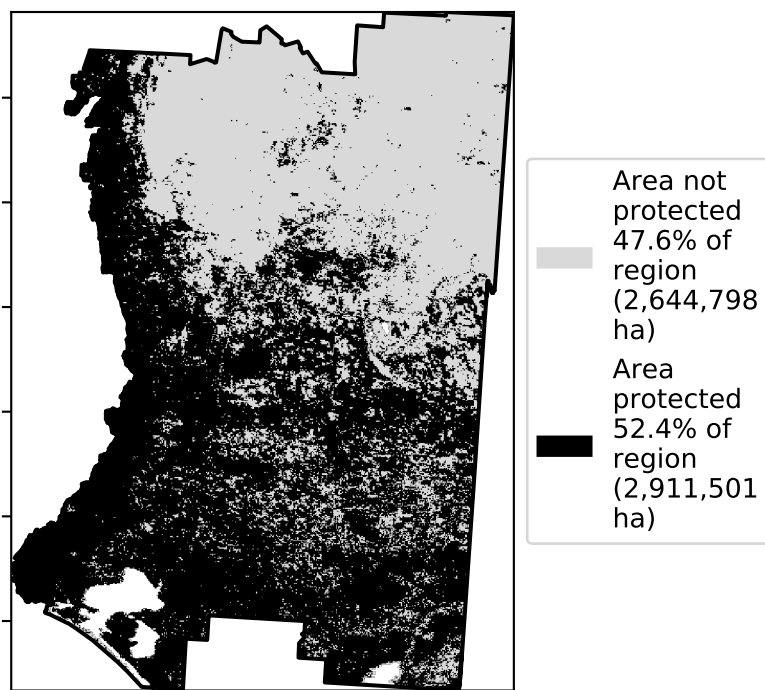 Area not
protected
47.6% of
region
(2,644,798
ha)
Area
protected
52.4% of
region
(2,911,501
ha)